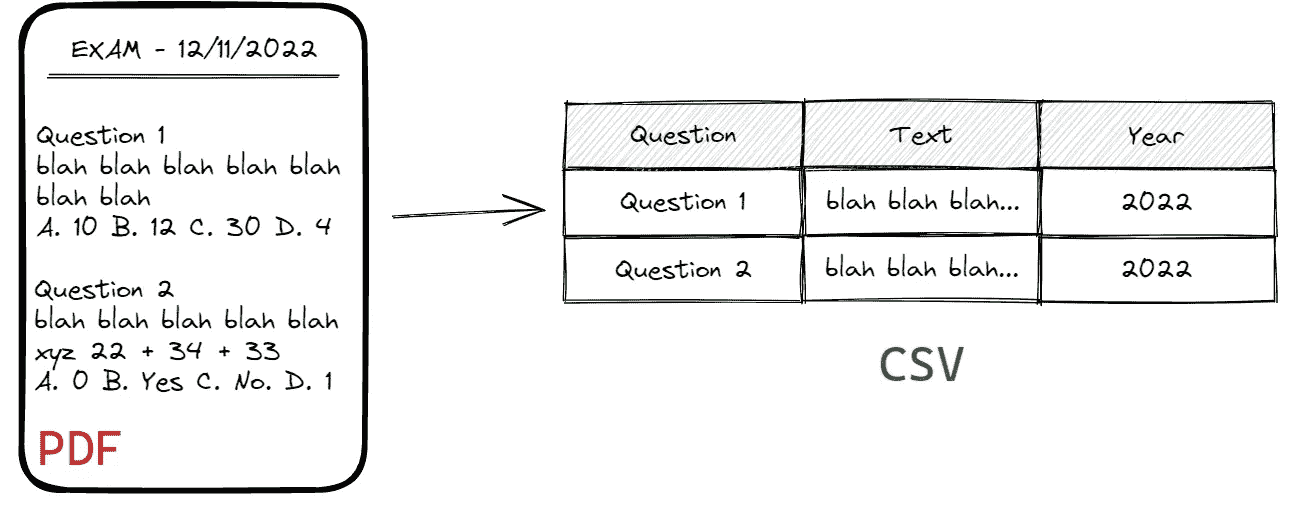 EXAM - 12/11/2022
Question 1
blah blah blah blah blah
blah blah
A. 10 B. 12 C. 30 D. 4
Question 2
blah blah blah blah blah
xyz 22 + 34 + 33
A. 0 B. Yes C. No. D. 1
PDF
Question Text Year
Question 1 blah blah blah... 2022
Question 2 blah blah blah... 2022
CSV